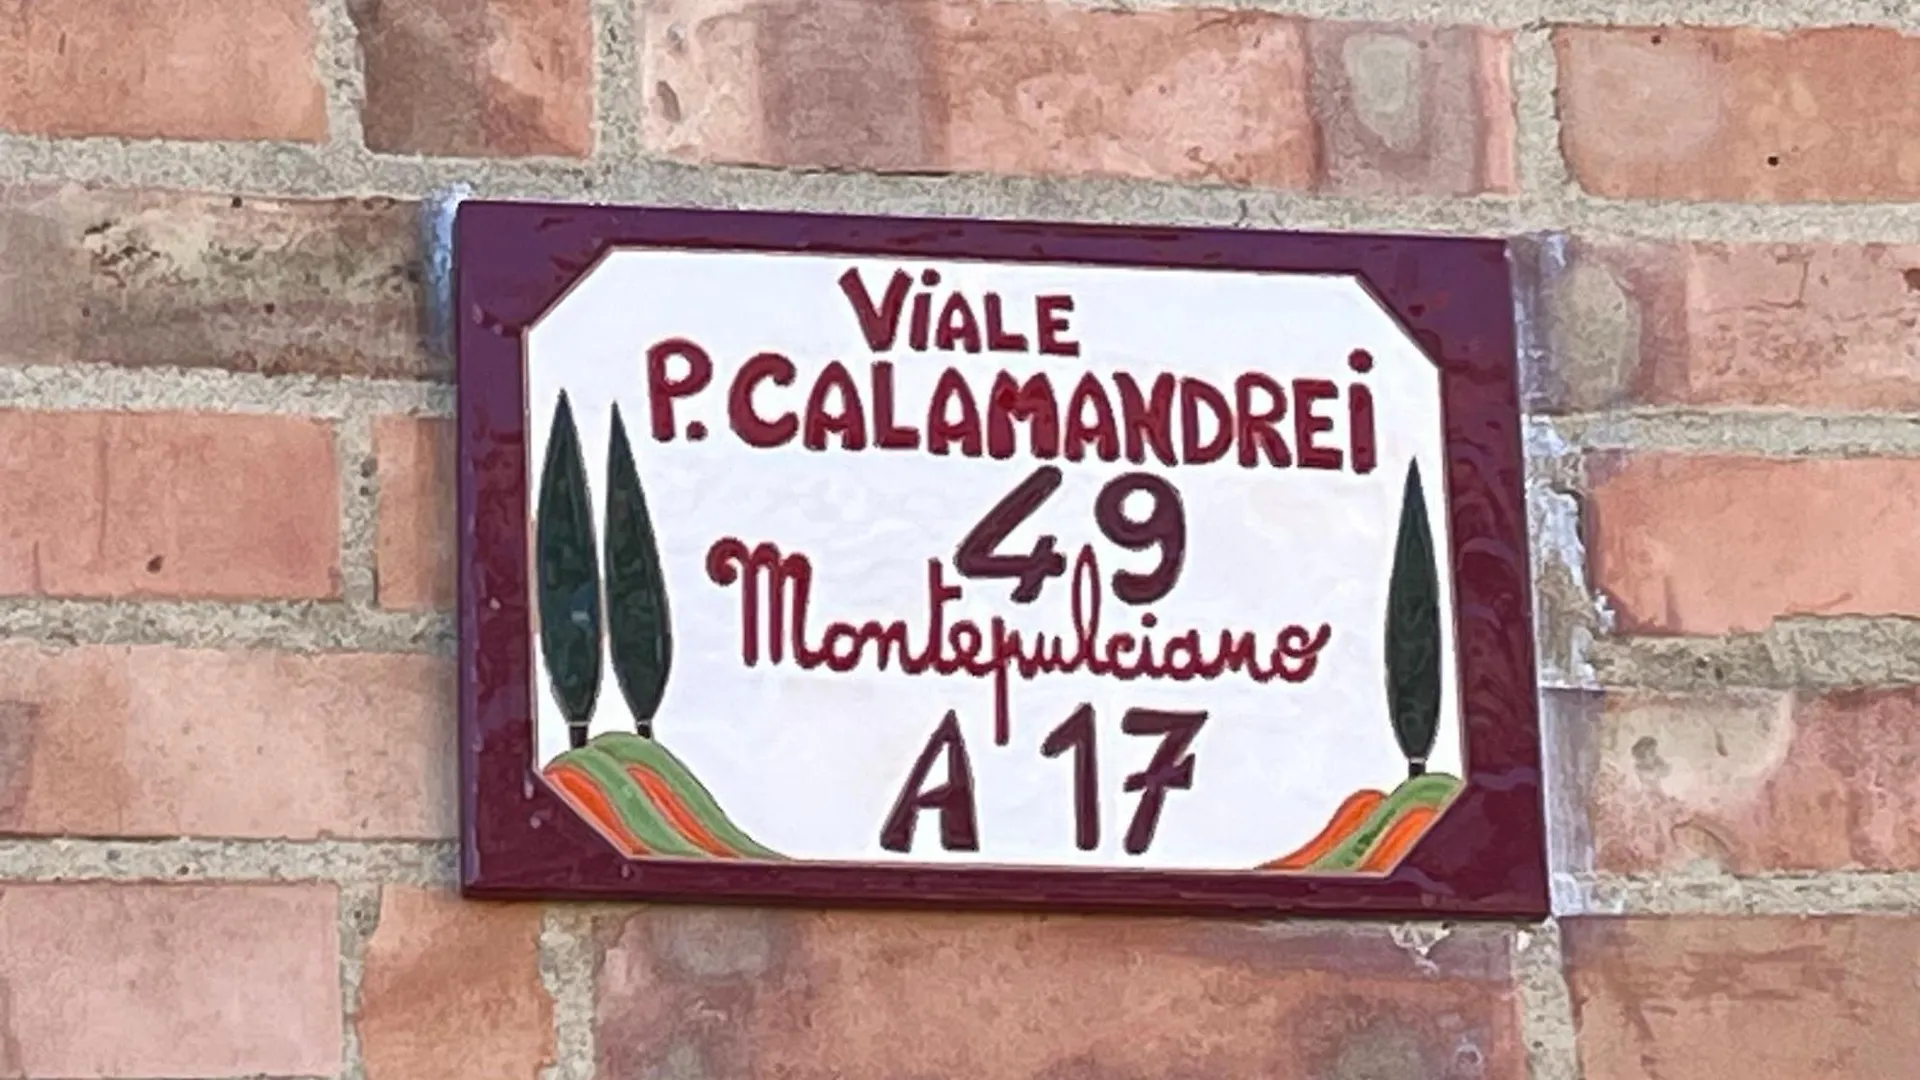 ViALE
P. CALAMANDREi
49
Montepulciano
A 17